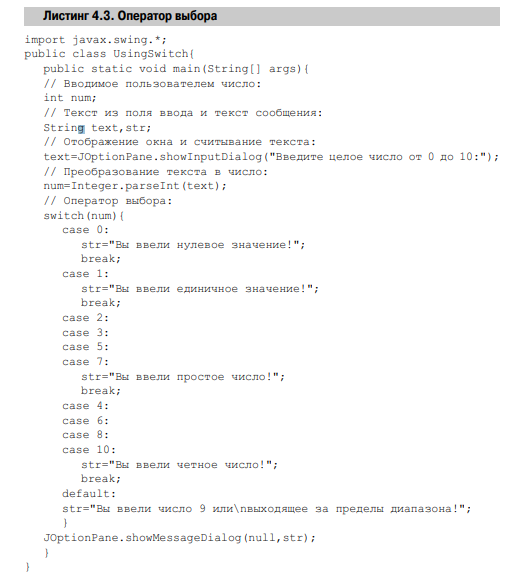 Листинг 4.3. Оператор выбора
import javax.swing.*;
public class UsingSwitch{
public static void main(String[] args){
// Вводимое пользователем число:
int num;
// Текст из поля ввода и текст сообщения:
String text,str;
// Отображение окна и считывание текста:
text=JOptionPane.showInputDialog("Введите целое число от 0 до 10:");
// Преобразование текста в число:
num=Integer.parseInt(text);
// Оператор выбора:
switch(num){
case 0:
str="Вы ввели нулевое значение!";
break;
case 1:
str="Вы ввели единичное значение!";
break;
case 2:
case 3:
case 5:
case 7:
str="Вы ввели простое число!";
break;
case 4:
case 6:
case 8:
case 10:
str="Вы ввели четное число!";
break;
default:
str="Вы ввели число 9 или\nвыходящее за пределы диапазона!";
}
JOptionPane.showMessageDialog(null,str);
}
}